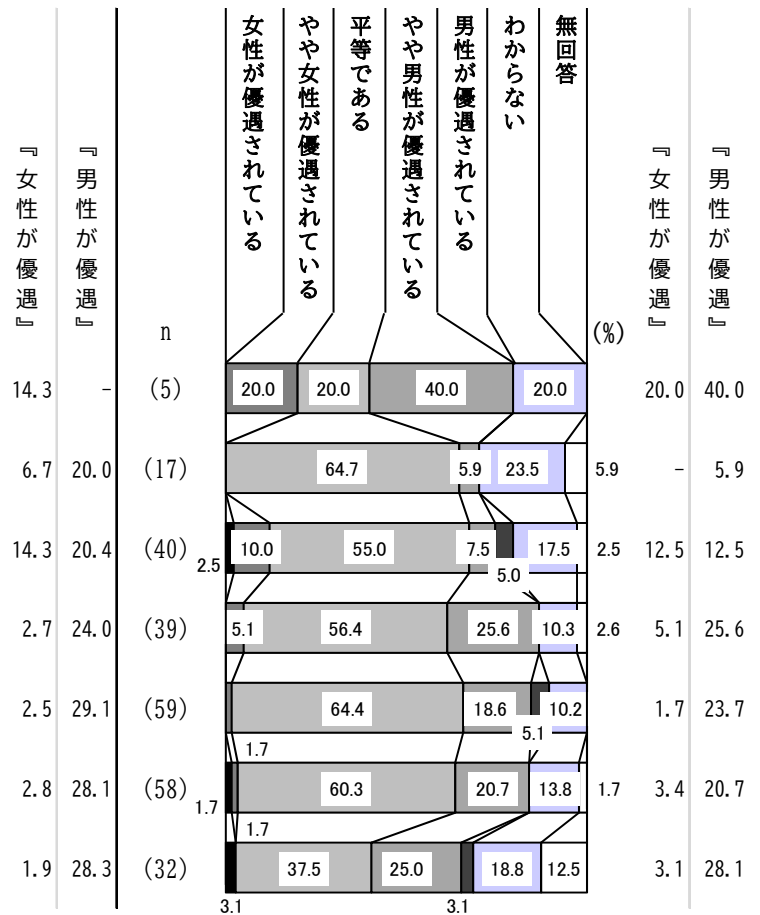 『女性が優遇』
『男性が優遇』
女性が優遇されている
やや女性が優遇されている
平等である
やや男性が優遇されている
男性が優遇されている
わからない
無回答
『女性が優遇』
『男性が優遇』
n
(%)
14.3 - (5) 20.0 20.0 40.0 20.0 20.0 40.0
6.7 20.0 (17) 64.7 5.9 23.5 5.9 - 5.9
14.3 20.4 (40) 2.5 10.0 55.0 7.5 5.0 17.5 2.5 12.5 12.5
2.7 24.0 (39) 5.1 56.4 25.6 10.3 2.6 5.1 25.6
2.5 29.1 (59) 64.4 18.6 5.1 10.2 1.7 23.7
1.7
2.8 28.1 (58) 1.7 60.3 20.7 13.8 1.7 3.4 20.7
1.7
1.9 28.3 (32) 37.5 25.0 18.8 12.5 3.1 28.1
3.1 3.1